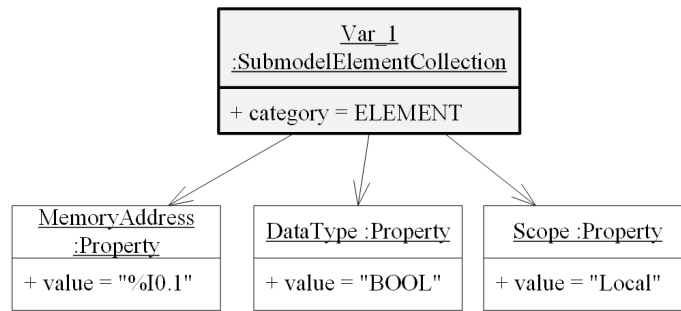 Var_1
:SubmodelElementCollection
+ category = ELEMENT
MemoryAddress
:Property
+ value = "%I0.1"
DataType :Property
+ value = "BOOL"
Scope :Property
+ value = "Local"